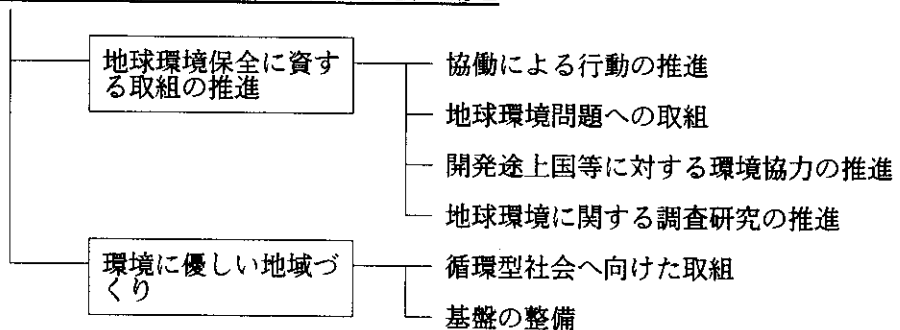 地球環境保全に資す
る取組の推進
協働による行動の推進
地球環境問題への取組
開発途上国等に対する環境協力の推進
地球環境に関する調査研究の推進
環境に優しい地域づ
くり
循環型社会へ向けた取組
基盤の整備